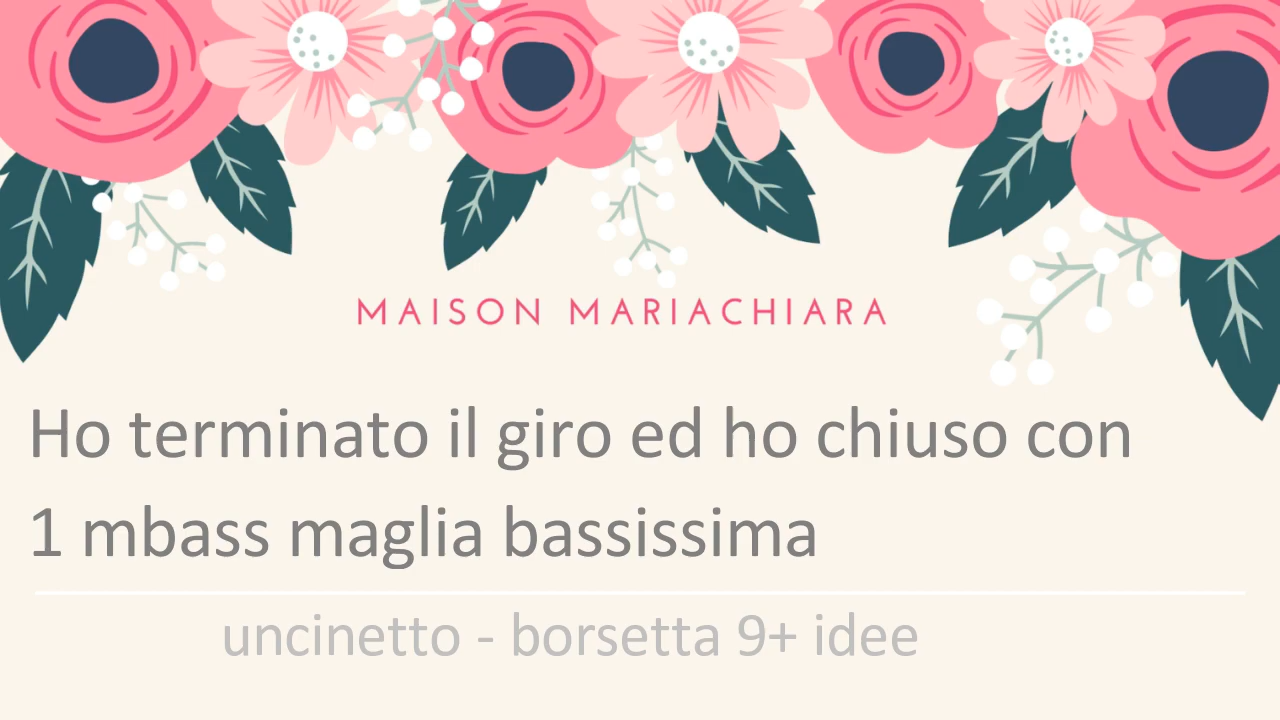 MAISON MARIACHIARA
Ho terminato il giro ed ho chiuso con
1 mbass maglia bassissima
uncinetto - borsetta 9+ idee